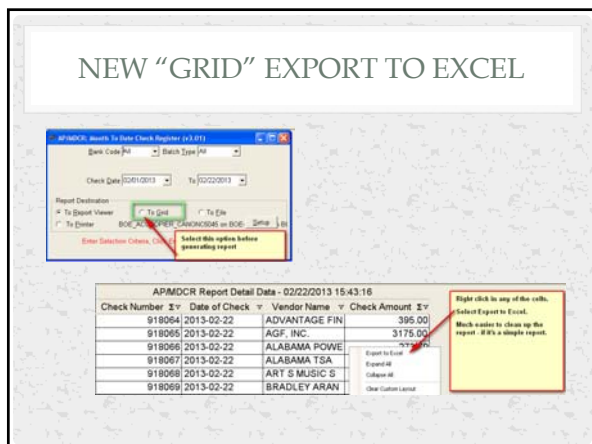 NEW “GRID” EXPORT TO EXCEL
AP/MDCR: Month To Date Check Register (v3.01)
Bank Code All Batch Type All
Check Date 02/01/2013 To 02/22/2013
Report Destination
To Report Viewer To Grid To File
To Printer on BOE- Setup
Enter Selection Criteria, Click
Select this option before
generating report
AP/MDCR Report Detail Data - 02/22/2013 15:43:16
Check Number Σ Date of Check Vendor Name Check Amount Σ
918064 2013-02-22 ADVANTAGE FIN 395.00
918065 2013-02-22 AGF, INC. 3175.00
918066 2013-02-22 ALABAMA POWE
918067 2013-02-22 ALABAMA TSA
918068 2013-02-22 ART S MUSIC S
918069 2013-02-22 BRADLEY ARAN
Export to Excel
Expand All
Collapse All
Clear Custom Layout
Right click in any of the cells.
Select Export to Excel.
Much easier to clean up the
report - if it's a simple report.